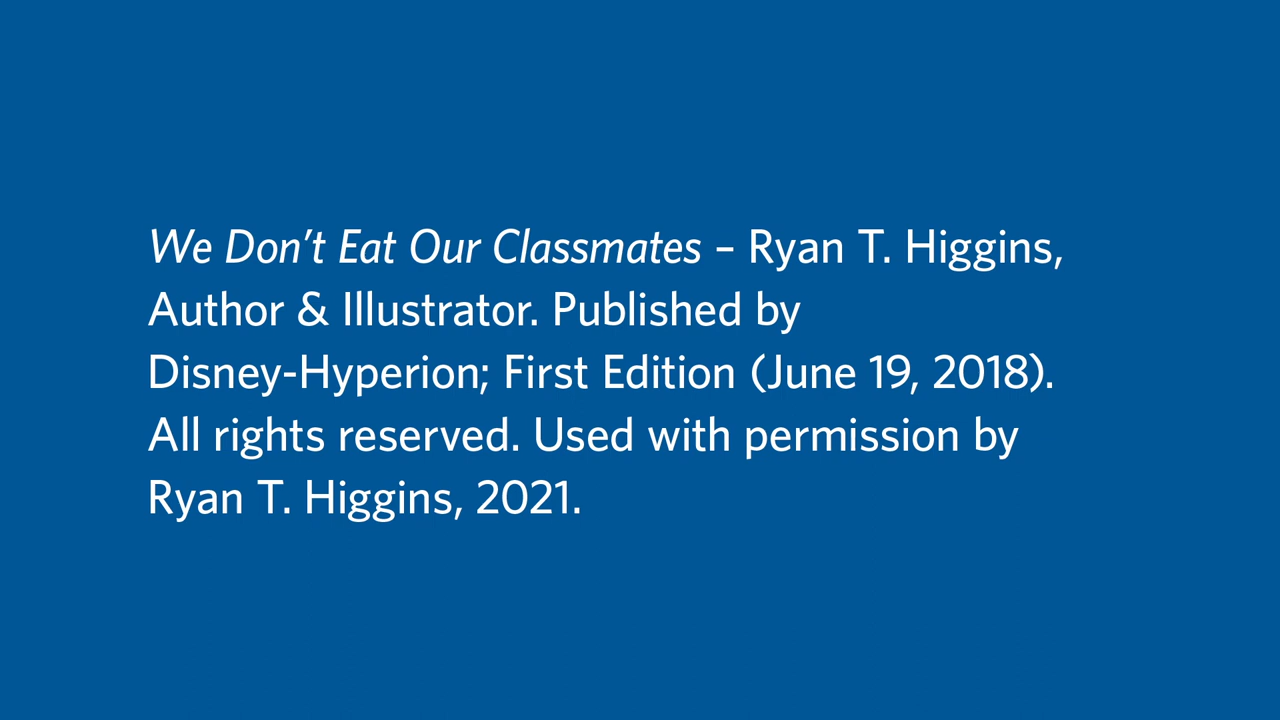 We Don’t Eat Our Classmates – Ryan T. Higgins,
Author & Illustrator. Published by
Disney-Hyperion; First Edition (June 19, 2018).
All rights reserved. Used with permission by
Ryan T. Higgins, 2021.